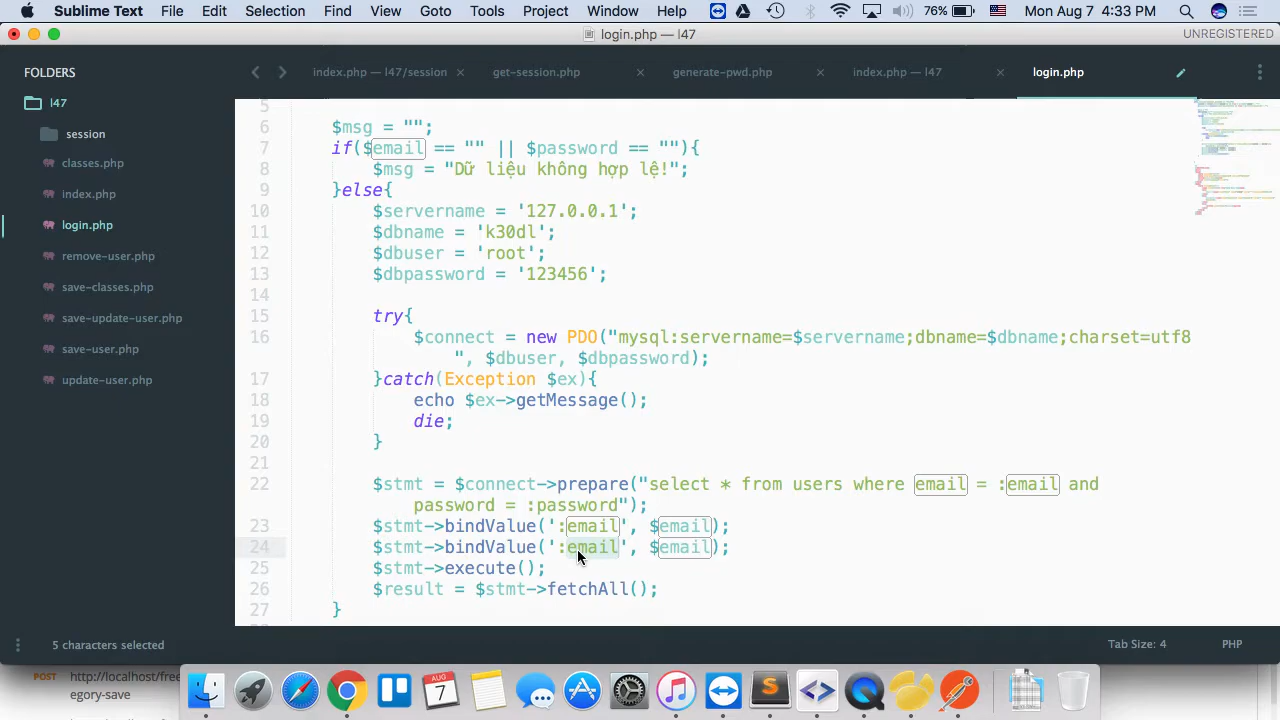 Sublime Text File Edit Selection Find View Goto Tools Project Window Help 76% Mon Aug 7 4:33 PM
login.php — l47 UNREGISTERED
FOLDERS
l47
session
classes.php
index.php
login.php
remove-user.php
save-classes.php
save-update-user.php
save-user.php
update-user.php
index.php — l47/session get-session.php generate-pwd.php index.php — l47 login.php
5
6 $msg = "";
7 if($email == "" || $password == ""){
8 $msg = "Dữ liệu không hợp lệ!";
9 }else{
10 $servername = '127.0.0.1';
11 $dbname = 'k30dl';
12 $dbuser = 'root';
13 $dbpassword = '123456';
14
15 try{
16 $connect = new PDO("mysql:servername=$servername;dbname=$dbname;charset=utf8
", $dbuser, $dbpassword);
17 }catch(Exception $ex){
18 echo $ex->getMessage();
19 die;
20 }
21
22 $stmt = $connect->prepare("select * from users where email = :email and
password = :password");
23 $stmt->bindValue(':email', $email);
24 $stmt->bindValue(':email', $email);
25 $stmt->execute();
26 $result = $stmt->fetchAll();
27 }
5 characters selected Tab Size: 4 PHP
POST http://localhost/free
egory-save
AUG
7